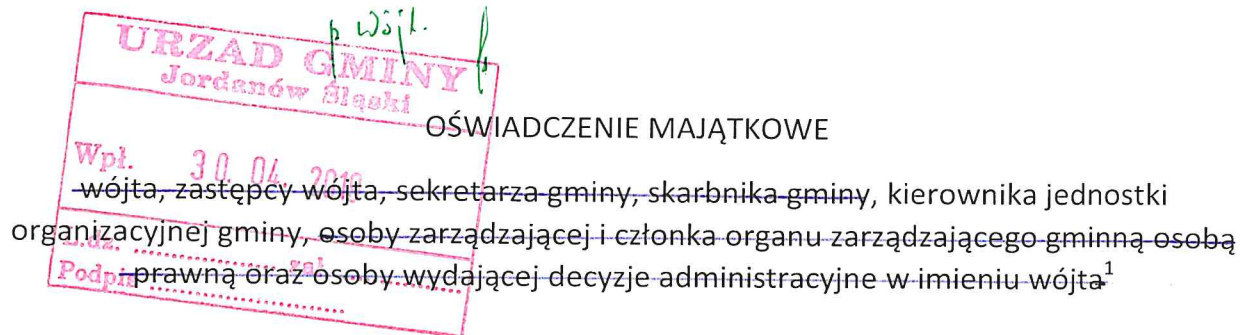 p. Wójt.
URZĄD GMINY
Jordanów Śląski
OŚWIADCZENIE MAJĄTKOWE
Wpł. 30. 04. 2019
wójta, zastępcy wójta, sekretarza gminy, skarbnika gminy, kierownika jednostki
organizacyjnej gminy, osoby zarządzającej i członka organu zarządzającego gminną osobą
prawną oraz osoby wydającej decyzje administracyjne w imieniu wójta¹
L.dz. .................. zał. ..........
Podpis ..................